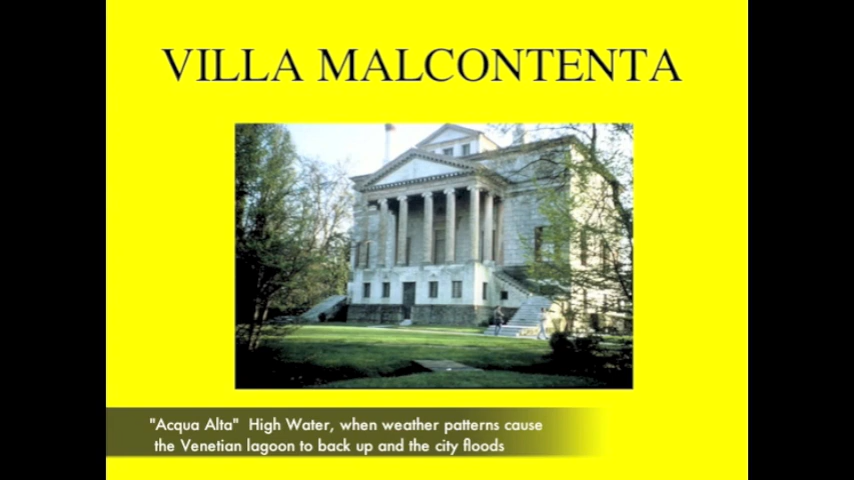 VILLA MALCONTENTA
"Acqua Alta" High Water, when weather patterns cause
the Venetian lagoon to back up and the city floods